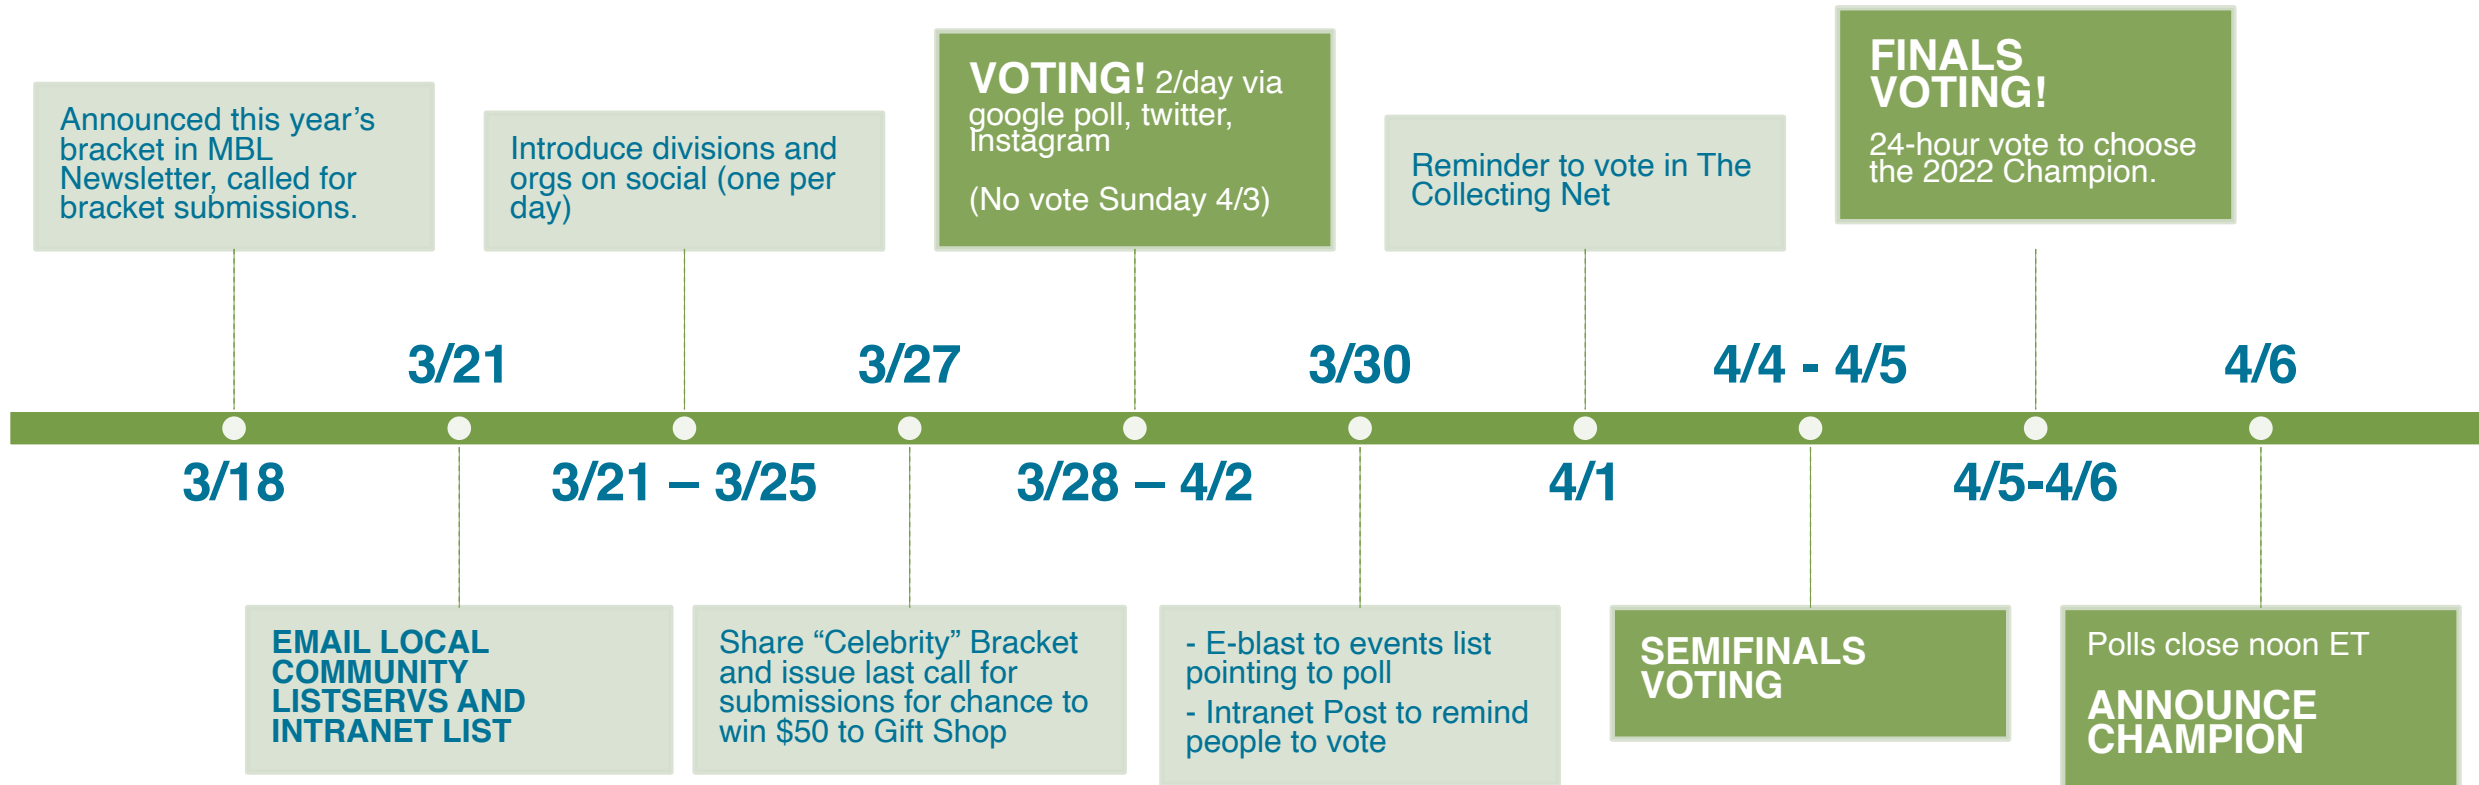 Announced this year’s
bracket in MBL
Newsletter, called for
bracket submissions.
Introduce divisions and
orgs on social (one per
day)
VOTING! 2/day via
google poll, twitter,
Instagram
(No vote Sunday 4/3)
Reminder to vote in The
Collecting Net
FINALS
VOTING!
24-hour vote to choose
the 2022 Champion.
3/21
3/27
3/30
4/4 - 4/5
4/6
3/18
3/21 – 3/25
3/28 – 4/2
4/1
4/5-4/6
EMAIL LOCAL
COMMUNITY
LISTSERVS AND
INTRANET LIST
Share “Celebrity” Bracket
and issue last call for
submissions for chance to
win $50 to Gift Shop
- E-blast to events list
pointing to poll
- Intranet Post to remind
people to vote
SEMIFINALS
VOTING
Polls close noon ET
ANNOUNCE
CHAMPION